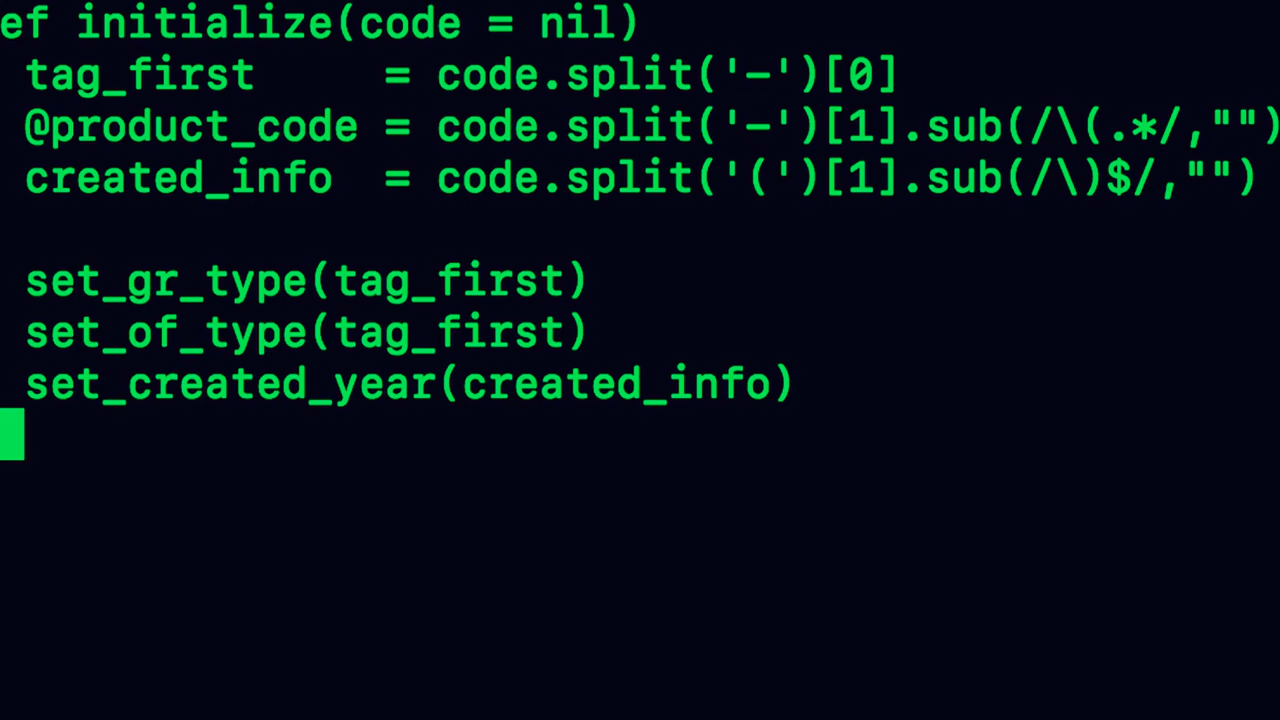 ef initialize(code = nil)
tag_first = code.split('-')[0]
@product_code = code.split('-')[1].sub(/\(.*/,"")
created_info = code.split('(')[1].sub(/\)$/,"")
set_gr_type(tag_first)
set_of_type(tag_first)
set_created_year(created_info)